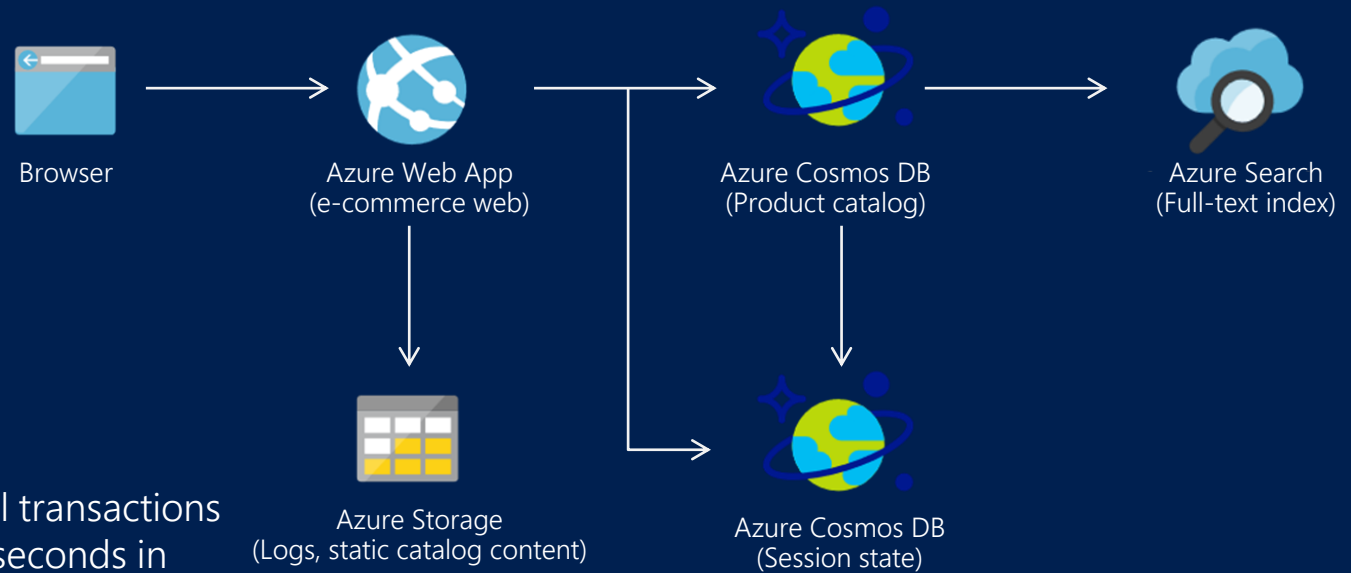 Browser
Azure Web App
(e-commerce web)
Azure Cosmos DB
(Product catalog)
Azure Search
(Full-text index)
l transactions
seconds in
Azure Storage
(Logs, static catalog content)
Azure Cosmos DB
(Session state)